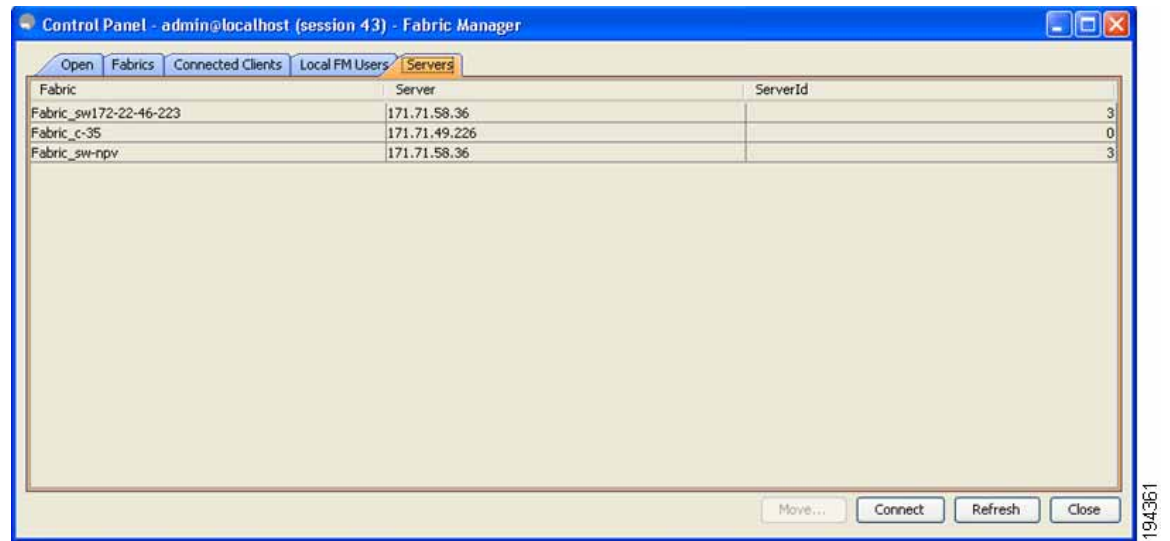 Control Panel - admin@localhost (session 43) - Fabric Manager
Open Fabrics Connected Clients Local FM Users Servers
Fabric Server ServerId
Fabric_sw172-22-46-223 171.71.58.36 3
Fabric_c-35 171.71.49.226 0
Fabric_sw-npv 171.71.58.36 3
Move... Connect Refresh Close
194361